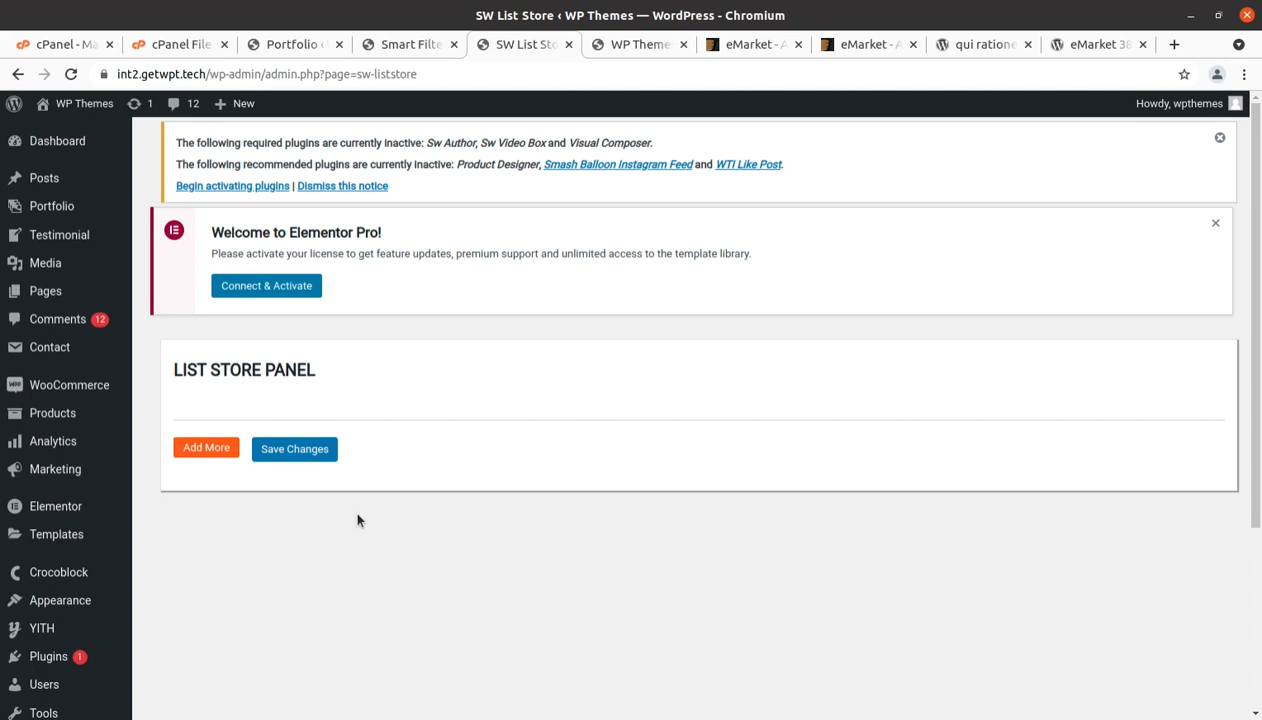 SW List Store ‹ WP Themes — WordPress - Chromium
cPanel - Ma
cPanel File
Portfolio ‹
Smart Filte
SW List Sto
WP Theme
eMarket - A
eMarket - A
qui ratione
eMarket 38
int2.getwpt.tech/wp-admin/admin.php?page=sw-liststore
WP Themes
1
12
New
Howdy, wpthemes
Dashboard
Posts
Portfolio
Testimonial
Media
Pages
Comments 12
Contact
WooCommerce
Products
Analytics
Marketing
Elementor
Templates
Crocoblock
Appearance
YITH
Plugins 1
Users
Tools
The following required plugins are currently inactive: Sw Author, Sw Video Box and Visual Composer.
The following recommended plugins are currently inactive: Product Designer, Smash Balloon Instagram Feed and WTI Like Post.
Begin activating plugins | Dismiss this notice
Welcome to Elementor Pro!
Please activate your license to get feature updates, premium support and unlimited access to the template library.
Connect & Activate
LIST STORE PANEL
Add More
Save Changes